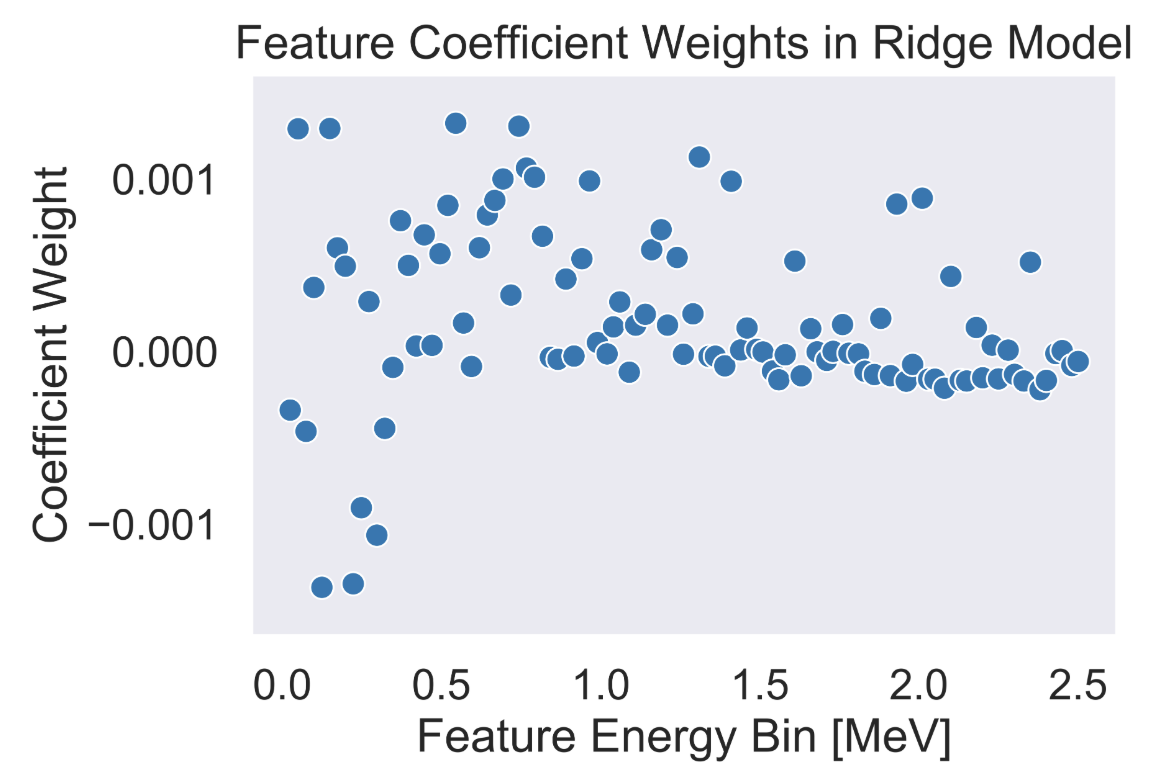 Feature Coefficient Weights in Ridge Model
Coefficient Weight
0.001
0.000
−0.001
0.0 0.5 1.0 1.5 2.0 2.5
Feature Energy Bin [MeV]